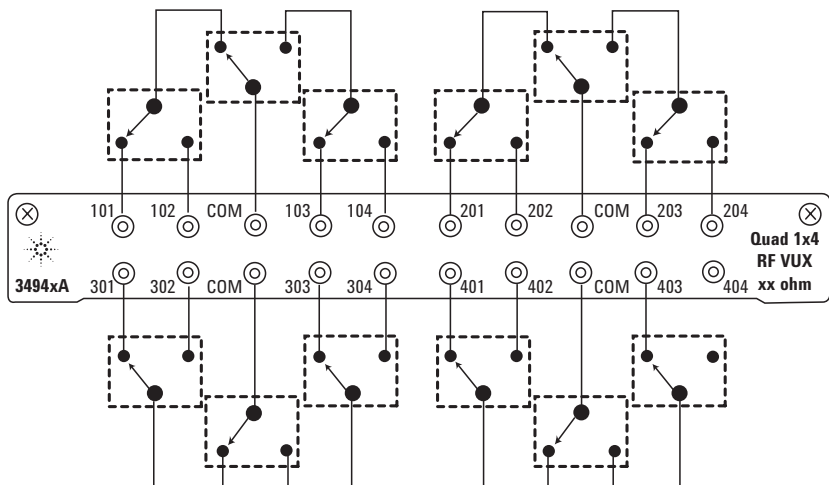 101 102 COM 103 104 201 202 COM 203 204
Quad 1x4
RF VUX
xx ohm
3494xA
301 302 COM 303 304 401 402 COM 403 404